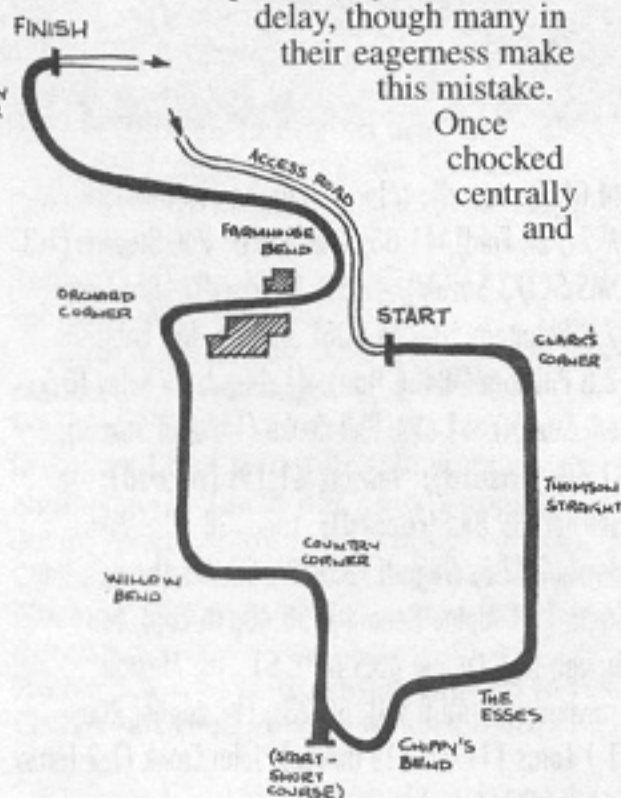 delay, though many in
their eagerness make
this mistake.
Once
chocked
centrally
and
FINISH
ACCESS ROAD
FARMHOUSE
BEND
ORCHARD
CORNER
START
CLARK'S
CORNER
THOMSON
STRAIGHT
COUNTRY
CORNER
WILLOW
BEND
THE
ESSES
CHIPPY'S
BEND
(START-
SHORT
COURSE)